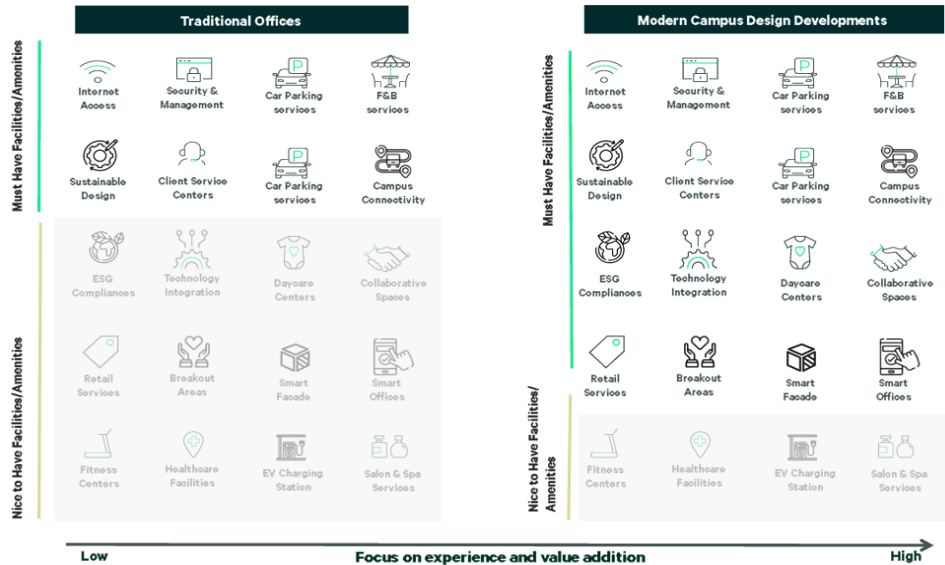 Traditional Offices
Must Have Facilities/Amenities
Internet
Access
Security &
Management
P
Car Parking
services
F&B
services
Sustainable
Design
Client Service
Centers
P
Car Parking
services
Campus
Connectivity
Nice to Have Facilities/Amenities
ESG
Compliances
Technology
Integration
Daycare
Centers
Collaborative
Spaces
Retail
Services
Breakout
Areas
Smart
Facade
Smart
Offices
Fitness
Centers
Healthcare
Facilities
EV Charging
Station
Salon & Spa
Services
Modern Campus Design Developments
Must Have Facilities/Amenities
Internet
Access
Security &
Management
P
Car Parking
services
F&B
services
Sustainable
Design
Client Service
Centers
P
Car Parking
services
Campus
Connectivity
ESG
Compliances
Technology
Integration
Daycare
Centers
Collaborative
Spaces
Retail
Services
Breakout
Areas
Smart
Facade
Smart
Offices
Nice to Have Facilities/
Amenities
Fitness
Centers
Healthcare
Facilities
EV Charging
Station
Salon & Spa
Services
Low
Focus on experience and value addition
High